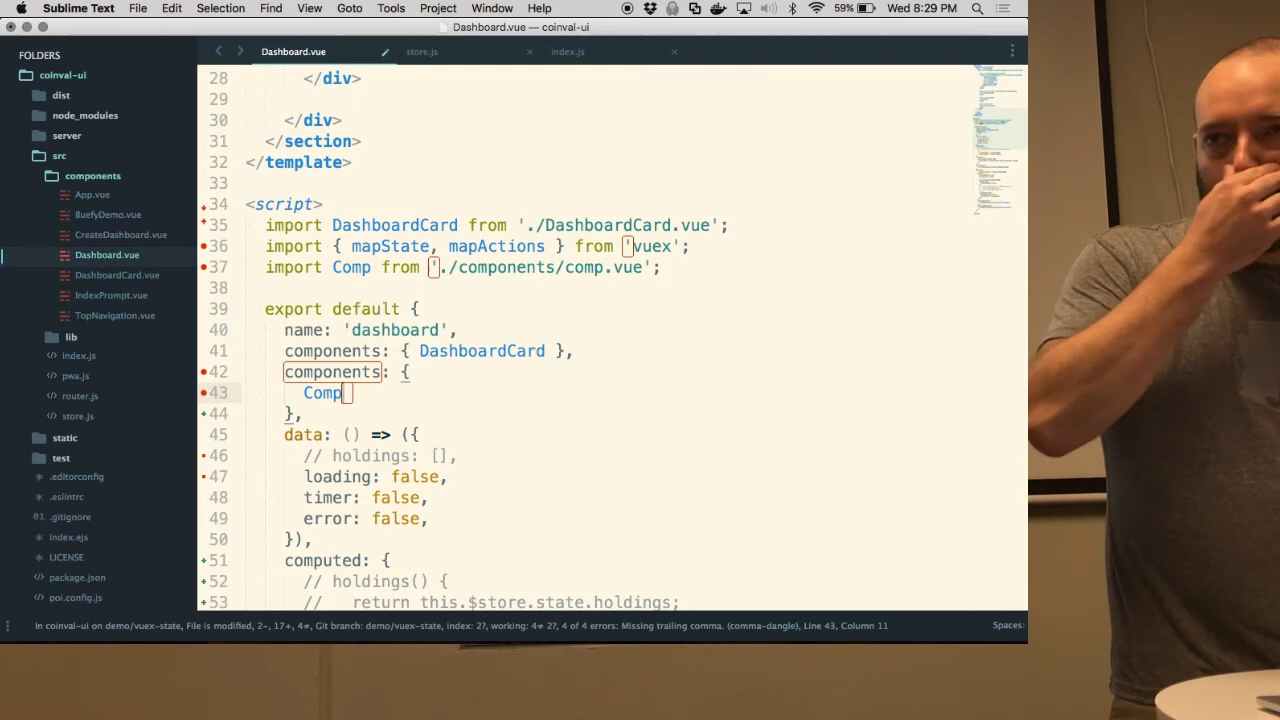 Sublime Text File Edit Selection Find View Goto Tools Project Preferences Window Help 59% Wed 8:29 PM
Dashboard.vue — coinval-ui
FOLDERS
coinval-ui
dist
node_modules
server
src
components
App.vue
BuefyDemo.vue
CreateDashboard.vue
Dashboard.vue
DashboardCard.vue
IndexPrompt.vue
TopNavigation.vue
lib
index.js
pwa.js
router.js
store.js
static
test
.editorconfig
.eslintrc
.gitignore
index.ejs
LICENSE
package.json
poi.config.js
Dashboard.vue store.js index.js
28 </div>
29
30 </div>
31 </section>
32 </template>
33
34 <script>
35 import DashboardCard from './DashboardCard.vue';
36 import { mapState, mapActions } from 'vuex';
37 import Comp from './components/comp.vue';
38
39 export default {
40 name: 'dashboard',
41 components: { DashboardCard },
42 components: {
43 Comp
44 },
45 data: () => ({
46 // holdings: [],
47 loading: false,
48 timer: false,
49 error: false,
50 }),
51 computed: {
52 // holdings() {
53 // return this.$store.state.holdings;
In coinval-ui on demo/vuex-state, File is modified, 2-, 17+, 4≠, Git branch: demo/vuex-state, index: 2?, working: 4≠ 2?, 4 of 4 errors: Missing trailing comma. (comma-dangle), Line 43, Column 11 Spaces: